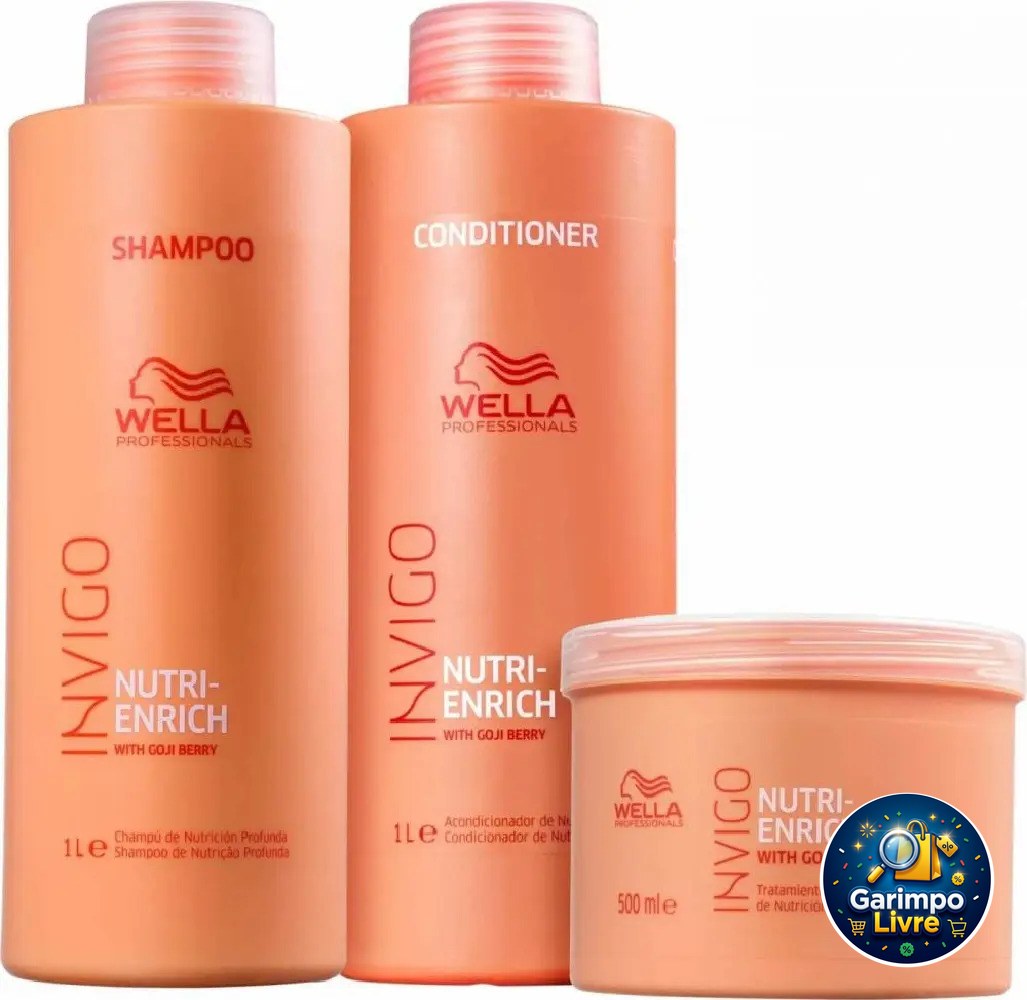 SHAMPOO
WELLA
PROFESSIONALS
INVIGO
NUTRI-
ENRICH
WITH GOJI BERRY
1L e
Champú de Nutrición Profunda
Shampoo de Nutrição Profunda
CONDITIONER
WELLA
PROFESSIONALS
INVIGO
NUTRI-
ENRICH
WITH GOJI BERRY
1L e
Acondicionador de
Condicionador de
WELLA
PROFESSIONALS
INVIGO
NUTRI-
WITH
500 ml e
de
Garimpo
Livre